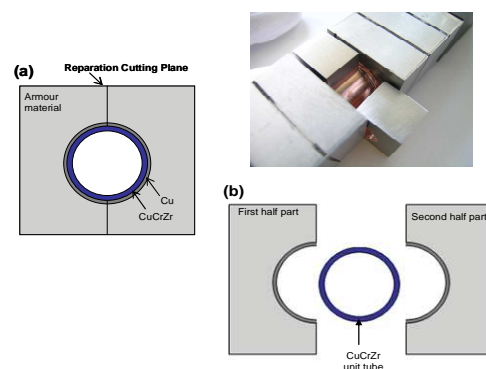 (a)
Reparation Cutting Plane
Armour
material
Cu
CuCrZr
(b)
First half part
Second half part
CuCrZr
unit tube